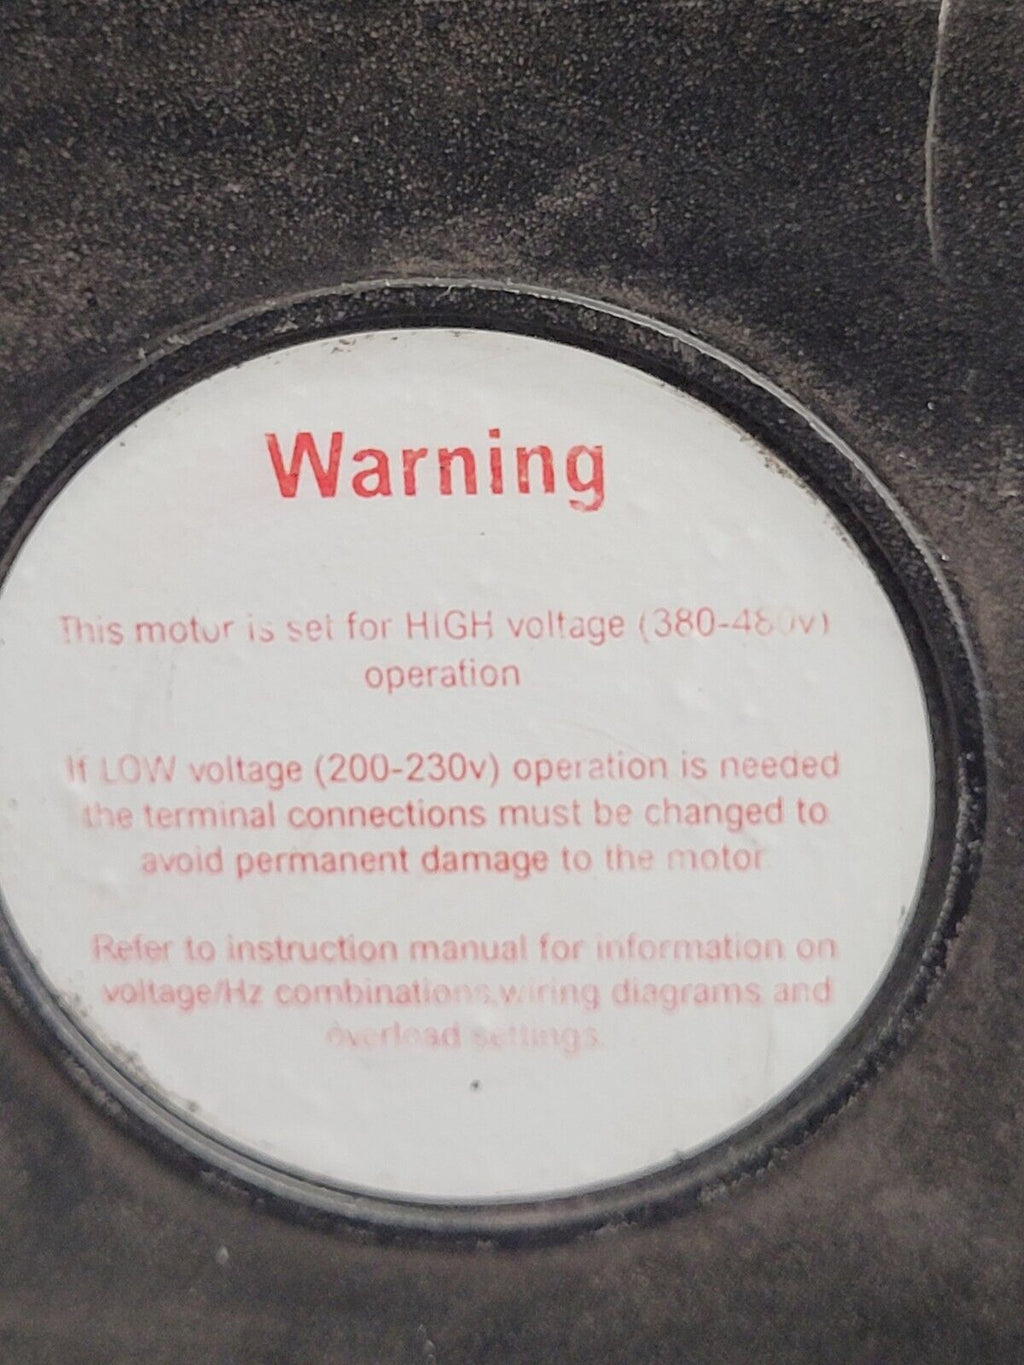 Warning
This motor is set for HIGH voltage (380-480v)
operation
If LOW voltage (200-230v) operation is needed
the terminal connections must be changed to
avoid permanent damage to the motor
Refer to instruction manual for information on
voltage/Hz combinations,wiring diagrams and
overload settings.